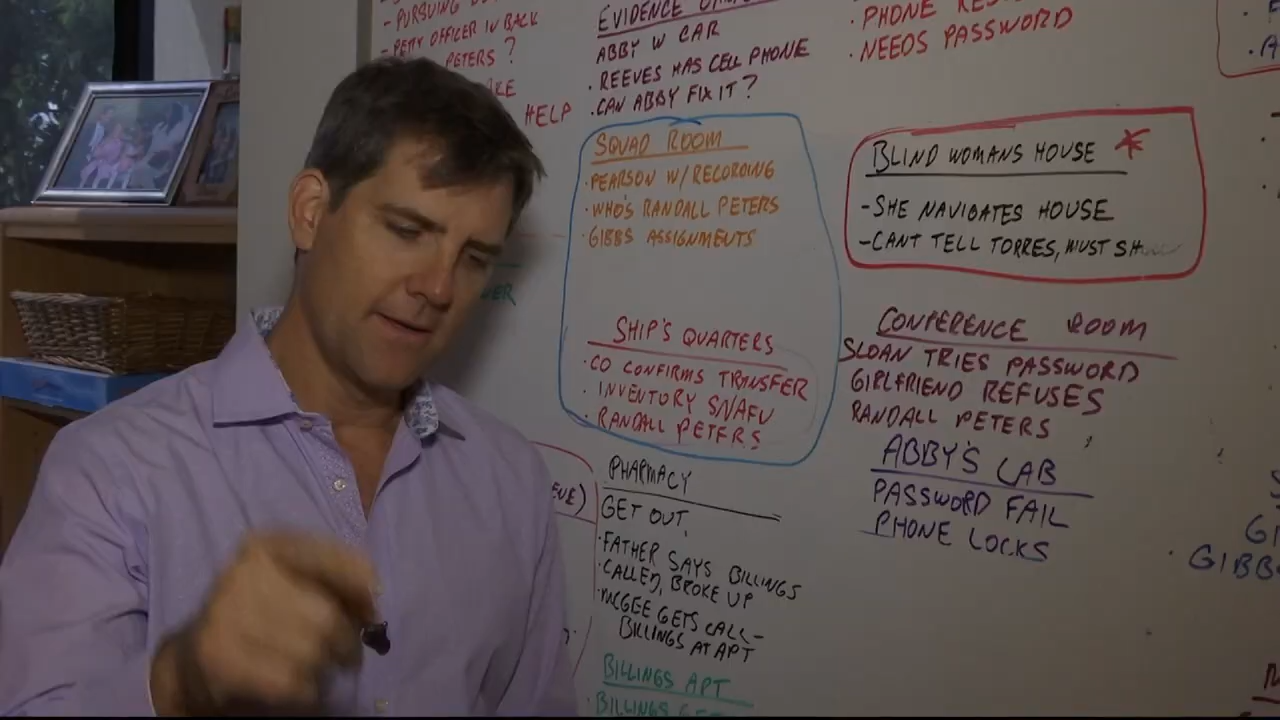 - PURSUING
- PETTY OFFICER IN BACK
PETERS ?
HELP
EVIDENCE
ABBY W CAR
· REEVES HAS CELL PHONE
· CAN ABBY FIX IT?
· PHONE
· NEEDS PASSWORD
SQUAD ROOM
· PEARSON W/ RECORDING
· WHO'S RANDALL PETERS
· GIBBS ASSIGNMENTS
SHIP'S QUARTERS
· CO CONFIRMS TRANSFER
· INVENTORY SNAFU
· RANDALL PETERS
PHARMACY
GET OUT,
· FATHER SAYS BILLINGS
· CALLED, BROKE UP
· MCGEE GETS CALL -
BILLINGS AT APT
BILLINGS APT
· BILLINGS
BLIND WOMANS HOUSE *
- SHE NAVIGATES HOUSE
- CANT TELL TORRES, MUST
CONFERENCE ROOM
SLOAN TRIES PASSWORD
GIRLFRIEND REFUSES
RANDALL PETERS
ABBY'S LAB
PASSWORD FAIL
PHONE LOCKS